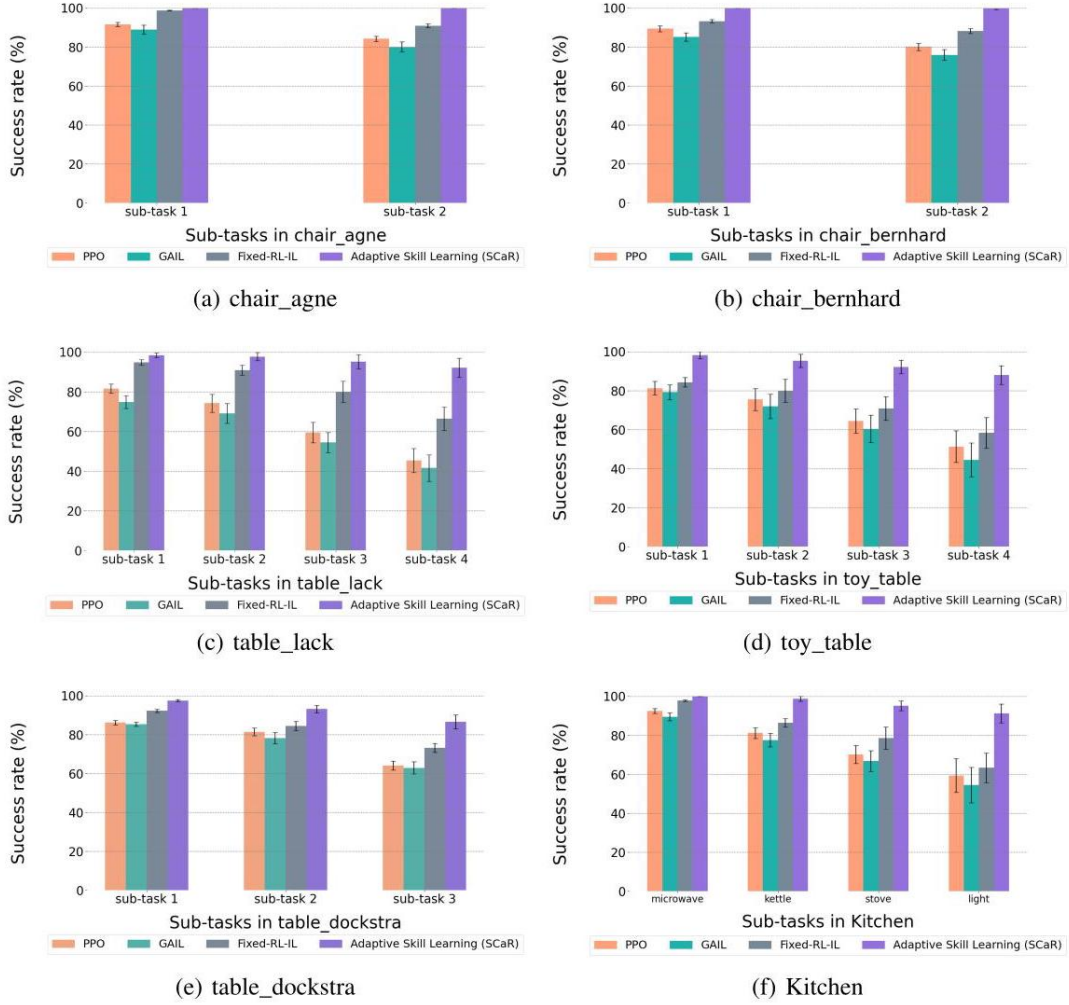 Success rate (%)
100
80
60
40
20
0
sub-task 1 sub-task 2
Sub-tasks in chair_agne
PPO GAIL Fixed-RL-IL Adaptive Skill Learning (SCaR)
(a) chair_agne
Success rate (%)
100
80
60
40
20
0
sub-task 1 sub-task 2
Sub-tasks in chair_bernhard
PPO GAIL Fixed-RL-IL Adaptive Skill Learning (SCaR)
(b) chair_bernhard
Success rate (%)
100
80
60
40
20
0
sub-task 1 sub-task 2 sub-task 3 sub-task 4
Sub-tasks in table_lack
PPO GAIL Fixed-RL-IL Adaptive Skill Learning (SCaR)
(c) table_lack
Success rate (%)
100
80
60
40
20
0
sub-task 1 sub-task 2 sub-task 3 sub-task 4
Sub-tasks in toy_table
PPO GAIL Fixed-RL-IL Adaptive Skill Learning (SCaR)
(d) toy_table
Success rate (%)
100
80
60
40
20
0
sub-task 1 sub-task 2 sub-task 3
Sub-tasks in table_dockstra
PPO GAIL Fixed-RL-IL Adaptive Skill Learning (SCaR)
(e) table_dockstra
Success rate (%)
100
80
60
40
20
0
microwave kettle stove light
Sub-tasks in Kitchen
PPO GAIL Fixed-RL-IL Adaptive Skill Learning (SCaR)
(f) Kitchen